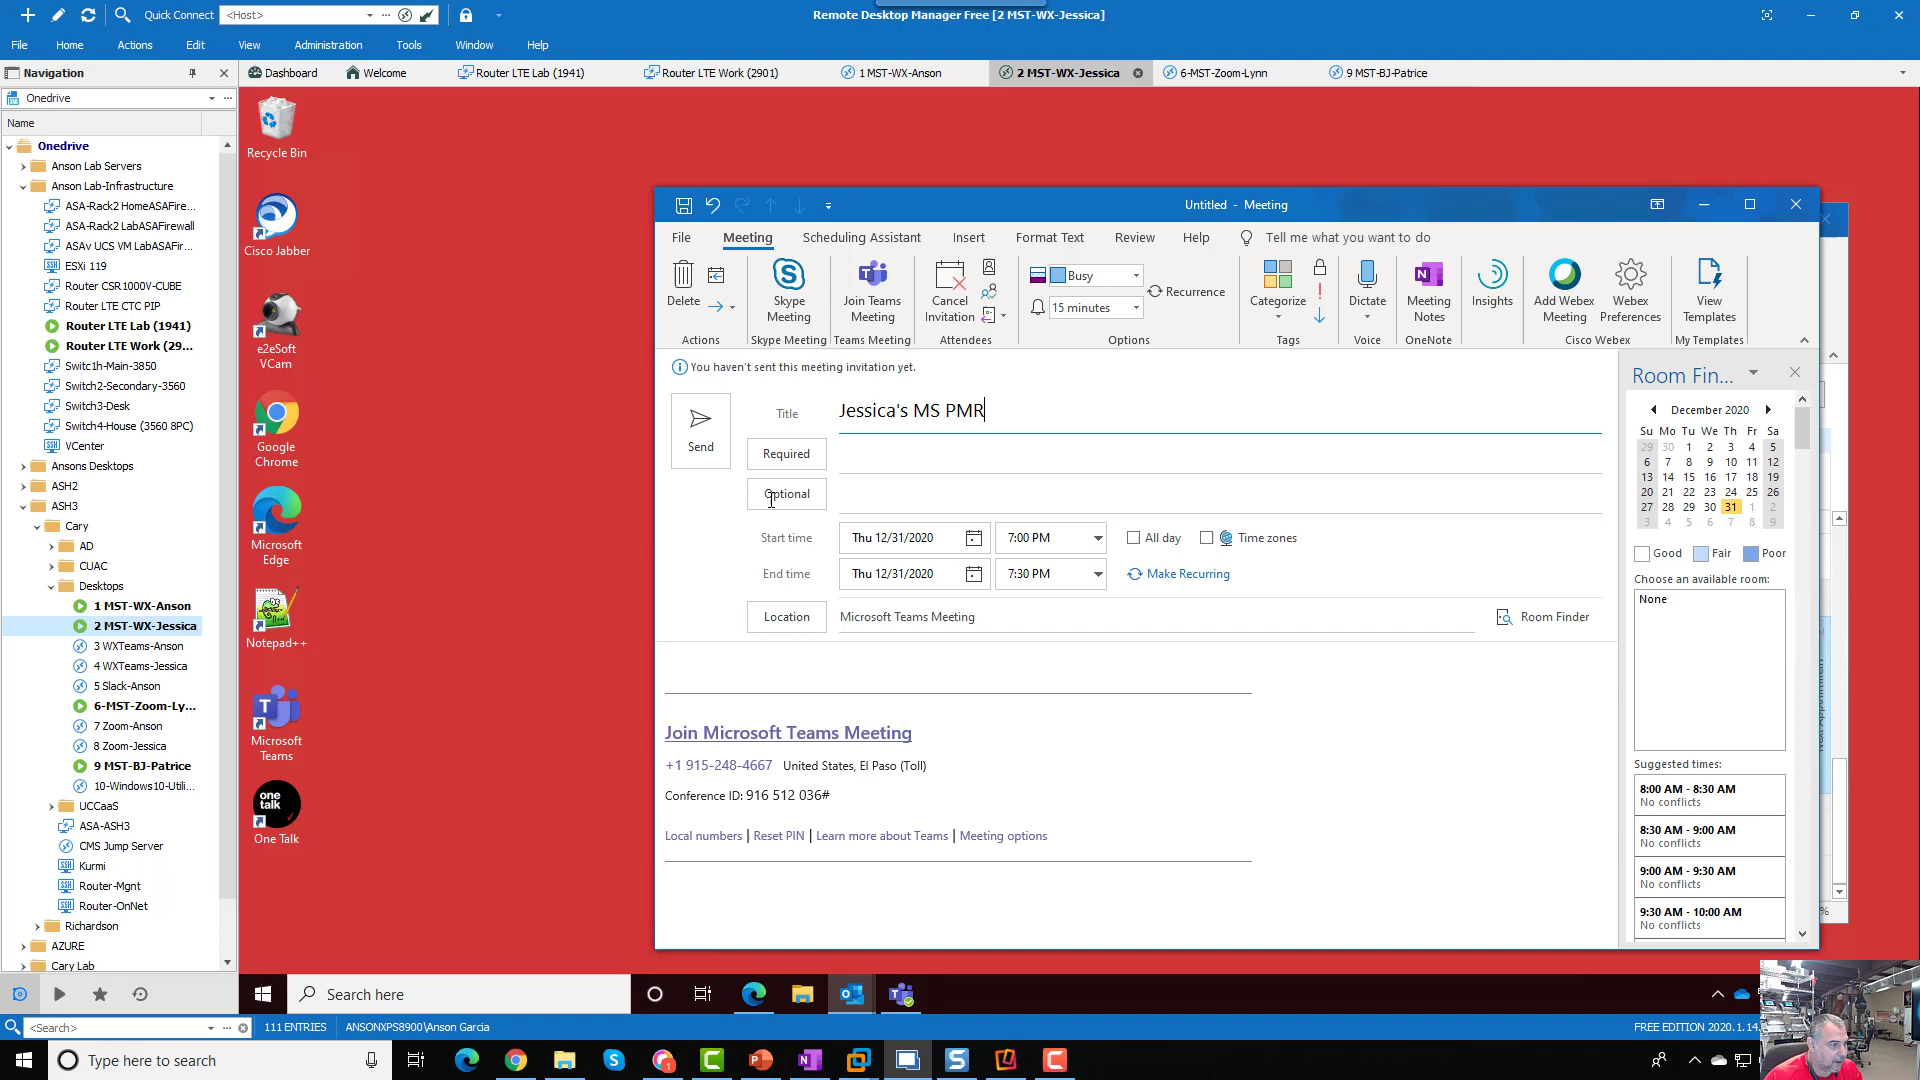 Quick Connect <Host>
Remote Desktop Manager Free [2 MST-WX-Jessica]
File Home Actions Edit View Administration Tools Window Help
Navigation
Dashboard Welcome Router LTE Lab (1941) Router LTE Work (2901) 1 MST-WX-Anson 2 MST-WX-Jessica 6-MST-Zoom-Lynn 9 MST-BJ-Patrice
Onedrive
Name
Onedrive
Anson Lab Servers
Anson Lab-Infrastructure
ASA-Rack2 HomeASAFire...
ASA-Rack2 LabASAFirewall
ASAv UCS VM LabASAFir...
ESXi 119
Router CSR1000V-CUBE
Router LTE CTC PIP
Router LTE Lab (1941)
Router LTE Work (29...
Switc1h-Main-3850
Switch2-Secondary-3560
Switch3-Desk
Switch4-House (3560 8PC)
VCenter
Ansons Desktops
ASH2
ASH3
Cary
AD
CUAC
Desktops
1 MST-WX-Anson
2 MST-WX-Jessica
3 WXTeams-Anson
4 WXTeams-Jessica
5 Slack-Anson
6-MST-Zoom-Ly...
7 Zoom-Anson
8 Zoom-Jessica
9 MST-BJ-Patrice
10-Windows10-Utili...
UCCaaS
ASA-ASH3
CMS Jump Server
Kurmi
Router-Mgnt
Router-OnNet
Richardson
AZURE
Cary Lab
Recycle Bin
Cisco Jabber
e2eSoft
VCam
Google
Chrome
Microsoft
Edge
Notepad++
Microsoft
Teams
one
talk
One Talk
Untitled - Meeting
File Meeting Scheduling Assistant Insert Format Text Review Help Tell me what you want to do
Delete
Actions
Skype
Meeting
Skype Meeting
Join Teams
Meeting
Teams Meeting
Cancel
Invitation
Attendees
Busy
15 minutes
Recurrence
Options
Categorize
Tags
Dictate
Voice
Meeting
Notes
OneNote
Insights
Add Webex
Meeting
Webex
Preferences
Cisco Webex
View
Templates
My Templates
You haven't sent this meeting invitation yet.
Send
Title Jessica's MS PMR
Required
Optional
Start time Thu 12/31/2020 7:00 PM All day Time zones
End time Thu 12/31/2020 7:30 PM Make Recurring
Location Microsoft Teams Meeting Room Finder
Join Microsoft Teams Meeting
+1 915-248-4667 United States, El Paso (Toll)
Conference ID: 916 512 036#
Local numbers | Reset PIN | Learn more about Teams | Meeting options
Room Fin...
December 2020
Su Mo Tu We Th Fr Sa
29 30 1 2 3 4 5
6 7 8 9 10 11 12
13 14 15 16 17 18 19
20 21 22 23 24 25 26
27 28 29 30 31 1 2
3 4 5 6 7 8 9
Good Fair Poor
Choose an available room:
None
Suggested times:
8:00 AM - 8:30 AM
No conflicts
8:30 AM - 9:00 AM
No conflicts
9:00 AM - 9:30 AM
No conflicts
9:30 AM - 10:00 AM
No conflicts
Search here
<Search> 111 ENTRIES ANSONXPS8900\Anson Garcia
FREE EDITION 2020.1.14.
Type here to search